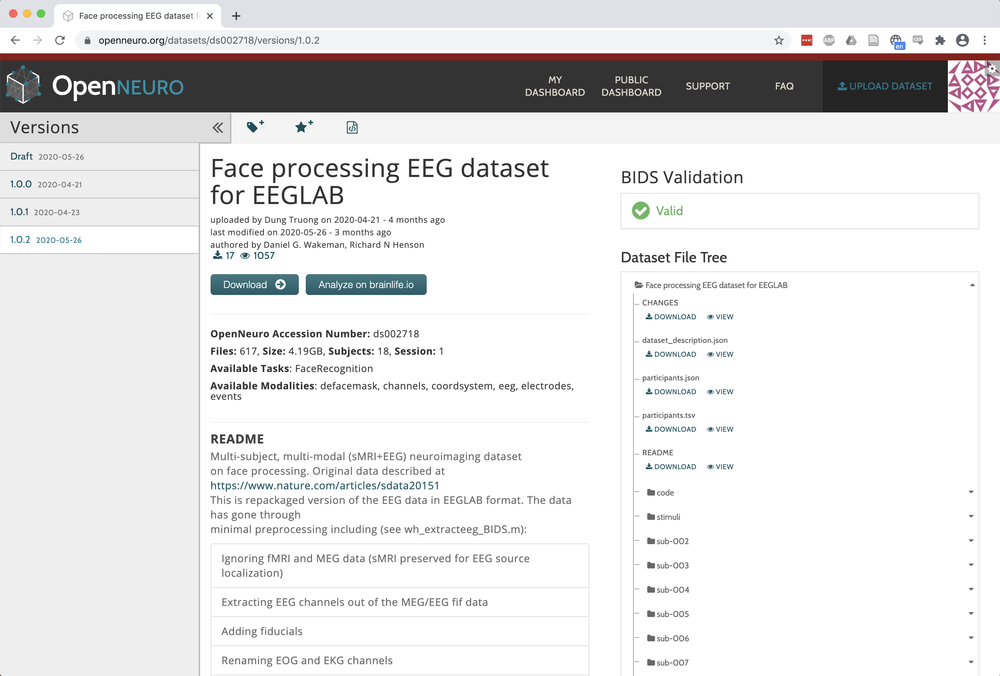 Face processing EEG dataset f
openneuro.org/datasets/ds002718/versions/1.0.2
ABP
en
CSS
OpenNEURO
MY DASHBOARD
PUBLIC DASHBOARD
SUPPORT
FAQ
UPLOAD DATASET
Versions
Draft 2020-05-26
1.0.0 2020-04-21
1.0.1 2020-04-23
1.0.2 2020-05-26
Face processing EEG dataset
for EEGLAB
uploaded by Dung Truong on 2020-04-21 - 4 months ago
last modified on 2020-05-26 - 3 months ago
authored by Daniel G. Wakeman, Richard N Henson
17 1057
Download
Analyze on brainlife.io
OpenNeuro Accession Number: ds002718
Files: 617, Size: 4.19GB, Subjects: 18, Session: 1
Available Tasks: FaceRecognition
Available Modalities: defacemask, channels, coordsystem, eeg, electrodes,
events
README
Multi-subject, multi-modal (sMRI+EEG) neuroimaging dataset
on face processing. Original data described at
https://www.nature.com/articles/sdata20151
This is repackaged version of the EEG data in EEGLAB format. The data
has gone through
minimal preprocessing including (see wh_extracteeg_BIDS.m):
Ignoring fMRI and MEG data (sMRI preserved for EEG source
localization)
Extracting EEG channels out of the MEG/EEG fif data
Adding fiducials
Renaming EOG and EKG channels
BIDS Validation
Valid
Dataset File Tree
Face processing EEG dataset for EEGLAB
CHANGES
DOWNLOAD VIEW
dataset_description.json
DOWNLOAD VIEW
participants.json
DOWNLOAD VIEW
participants.tsv
DOWNLOAD VIEW
README
DOWNLOAD VIEW
code
stimuli
sub-002
sub-003
sub-004
sub-005
sub-006
sub-007